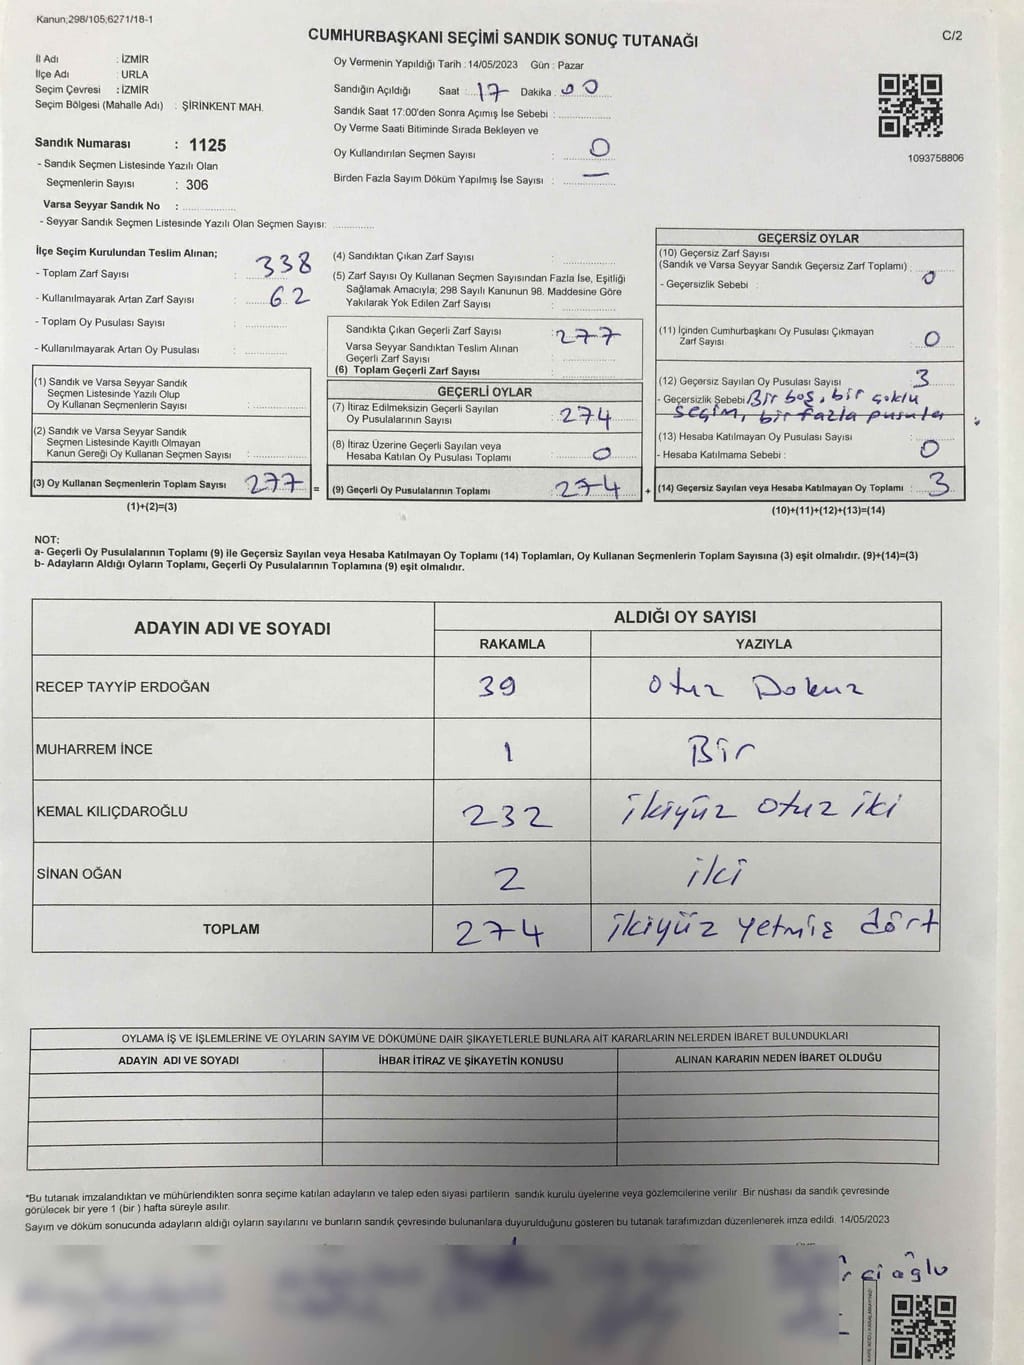 Kanun;298/105;6271/18-1
CUMHURBAŞKANI SEÇİMİ SANDIK SONUÇ TUTANAĞI
C/2
İl Adı : İZMİR
İlçe Adı : URLA
Seçim Çevresi : İZMİR
Seçim Bölgesi (Mahalle Adı) : ŞİRİNKENT MAH.
Sandık Numarası : 1125
- Sandık Seçmen Listesinde Yazılı Olan
Seçmenlerin Sayısı : 306
Varsa Seyyar Sandık No :
- Seyyar Sandık Seçmen Listesinde Yazılı Olan Seçmen Sayısı:
Oy Vermenin Yapıldığı Tarih : 14/05/2023 Gün : Pazar
Sandığın Açıldığı Saat : 17 Dakika : 00
Sandık Saat 17:00'den Sonra Açımış İse Sebebi :
Oy Verme Saati Bitiminde Sırada Bekleyen ve
Oy Kullandırılan Seçmen Sayısı : 0
Birden Fazla Sayım Döküm Yapılmış İse Sayısı : —
1093758806
İlçe Seçim Kurulundan Teslim Alınan;
- Toplam Zarf Sayısı : 338
- Kullanılmayarak Artan Zarf Sayısı : 62
- Toplam Oy Pusulası Sayısı :
- Kullanılmayarak Artan Oy Pusulası :
(1) Sandık ve Varsa Seyyar Sandık
Seçmen Listesinde Yazılı Olup
Oy Kullanan Seçmenlerin Sayısı :
(2) Sandık ve Varsa Seyyar Sandık
Seçmen Listesinde Kayıtlı Olmayan
Kanun Gereği Oy Kullanan Seçmen Sayısı :
(3) Oy Kullanan Seçmenlerin Toplam Sayısı : 277 =
(1)+(2)=(3)
(4) Sandıktan Çıkan Zarf Sayısı :
(5) Zarf Sayısı Oy Kullanan Seçmen Sayısından Fazla İse, Eşitliği
Sağlamak Amacıyla; 298 Sayılı Kanunun 98. Maddesine Göre
Yakılarak Yok Edilen Zarf Sayısı :
Sandıkta Çıkan Geçerli Zarf Sayısı : 277
Varsa Seyyar Sandıktan Teslim Alınan
Geçerli Zarf Sayısı :
(6) Toplam Geçerli Zarf Sayısı :
GEÇERLİ OYLAR
(7) İtiraz Edilmeksizin Geçerli Sayılan
Oy Pusulalarının Sayısı : 274
(8) İtiraz Üzerine Geçerli Sayılan veya
Hesaba Katılan Oy Pusulası Toplamı : 0
(9) Geçerli Oy Pusulalarının Toplamı : 274 +
GEÇERSİZ OYLAR
(10) Geçersiz Zarf Sayısı
(Sandık ve Varsa Seyyar Sandık Geçersiz Zarf Toplamı) : 0
- Geçersizlik Sebebi :
(11) İçinden Cumhurbaşkanı Oy Pusulası Çıkmayan
Zarf Sayısı : 0
(12) Geçersiz Sayılan Oy Pusulası Sayısı : 3
- Geçersizlik Sebebi : Bir boş, bir çoklu
seçim, bir fazla pusula
(13) Hesaba Katılmayan Oy Pusulası Sayısı : 0
- Hesaba Katılmama Sebebi :
(14) Geçersiz Sayılan veya Hesaba Katılmayan Oy Toplamı : 3
(10)+(11)+(12)+(13)=(14)
NOT:
a- Geçerli Oy Pusulalarının Toplamı (9) ile Geçersiz Sayılan veya Hesaba Katılmayan Oy Toplamı (14) Toplamları, Oy Kullanan Seçmenlerin Toplam Sayısına (3) eşit olmalıdır. (9)+(14)=(3)
b- Adayların Aldığı Oyların Toplamı, Geçerli Oy Pusulalarının Toplamına (9) eşit olmalıdır.
ADAYIN ADI VE SOYADI ALDIĞI OY SAYISI
RAKAMLA YAZIYLA
RECEP TAYYİP ERDOĞAN 39 Otuz Dokuz
MUHARREM İNCE 1 Bir
KEMAL KILIÇDAROĞLU 232 ikiyüz otuz iki
SİNAN OĞAN 2 iki
TOPLAM 274 ikiyüz yetmiş dört
OYLAMA İŞ VE İŞLEMLERİNE VE OYLARIN SAYIM VE DÖKÜMÜNE DAİR ŞİKAYETLERLE BUNLARA AİT KARARLARIN NELERDEN İBARET BULUNDUKLARI
ADAYIN ADI VE SOYADI İHBAR İTİRAZ VE ŞİKAYETİN KONUSU ALINAN KARARIN NEDEN İBARET OLDUĞU
*Bu tutanak imzalandıktan ve mühürlendikten sonra seçime katılan adayların ve talep eden siyasi partilerin sandık kurulu üyelerine veya gözlemcilerine verilir. Bir nüshası da sandık çevresinde
görülecek bir yere 1 (bir ) hafta süreyle asılır.
Sayım ve döküm sonucunda adayların aldığı oyların sayılarını ve bunların sandık çevresinde bulunanlara duyurulduğunu gösteren bu tutanak tarafımızdan düzenlenerek imza edildi. 14/05/2023